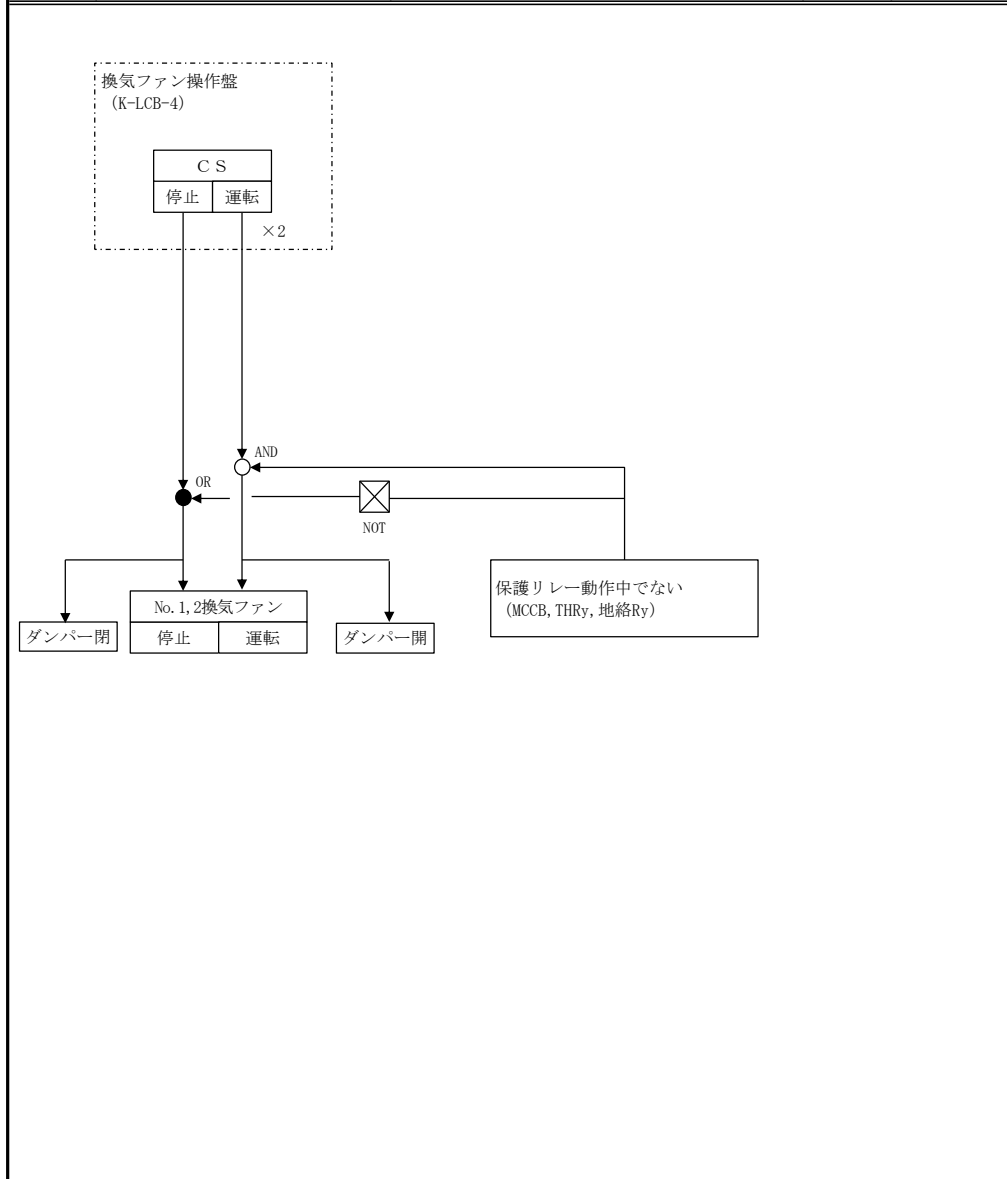 換気ファン操作盤
(K-LCB-4)
CS
停止 運転
×2
AND
OR
NOT
保護リレー動作中でない
(MCCB,THRy,地絡Ry)
No.1,2換気ファン
ダンパー閉 停止 運転 ダンパー開